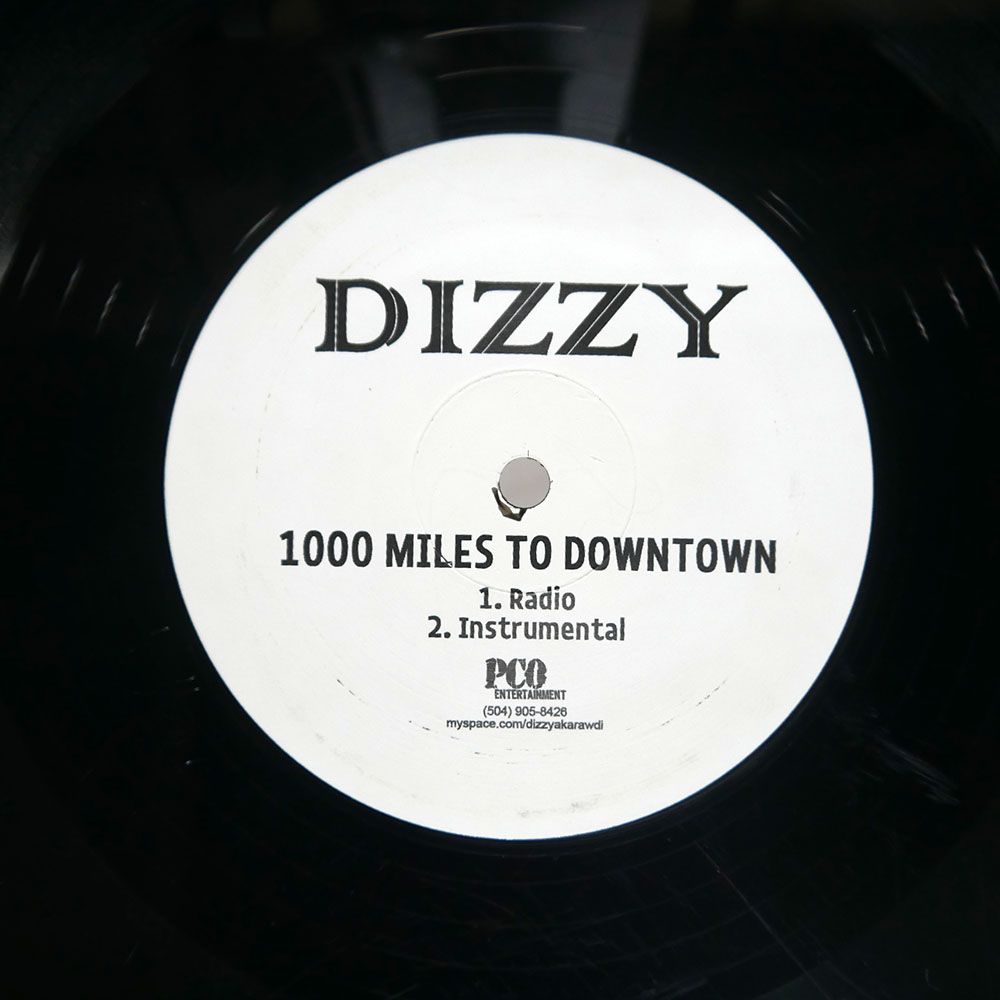 DIZZY
1000 MILES TO DOWNTOWN
1. Radio
2. Instrumental
PCO
ENTERTAINMENT
(504) 905-8426
myspace.com/dizzyakarawdi